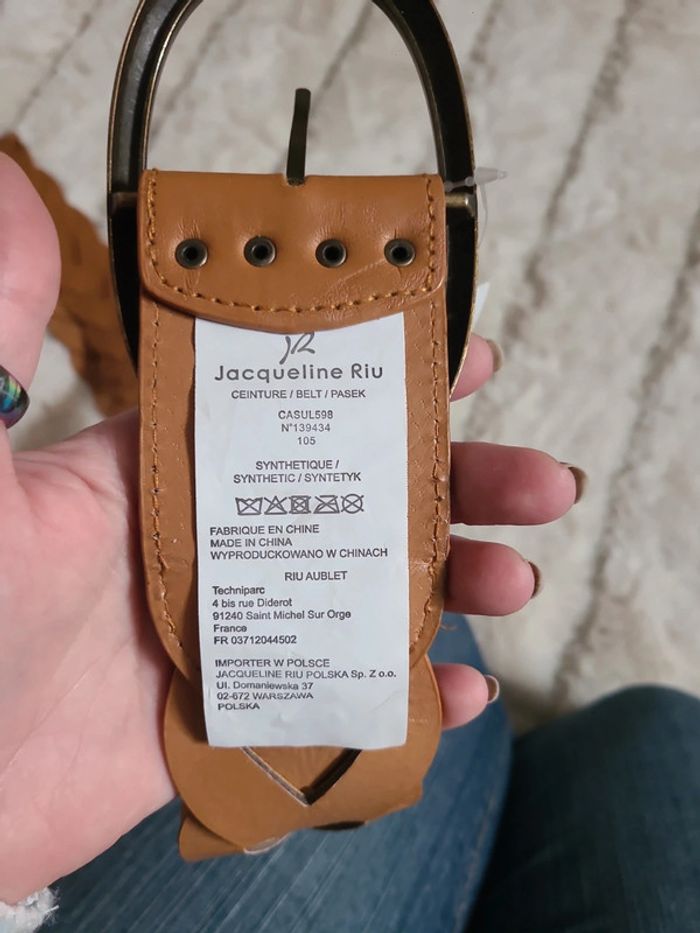 JR
Jacqueline Riu
CEINTURE / BELT / PASEK
CASUL598
N°139434
105
SYNTHETIQUE /
SYNTHETIC / SYNTETYK
FABRIQUE EN CHINE
MADE IN CHINA
WYPRODUCKOWANO W CHINACH
RIU AUBLET
Techniparc
4 bis rue Diderot
91240 Saint Michel Sur Orge
France
FR 03712044502
IMPORTER W POLSCE
JACQUELINE RIU POLSKA Sp. Z o.o.
Ul. Domaniewska 37
02-672 WARSZAWA
POLSKA